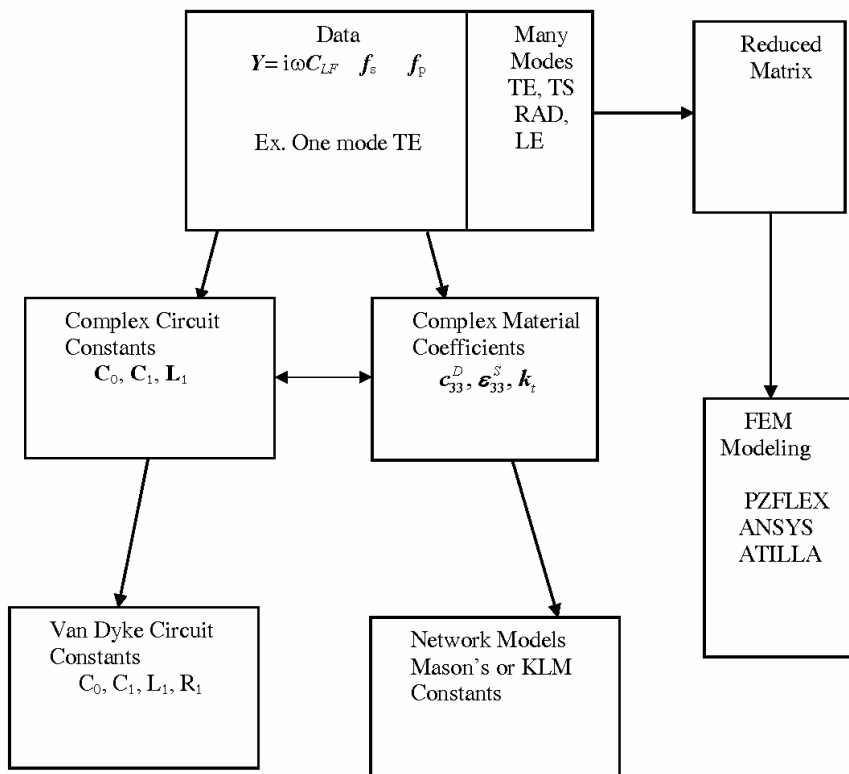 Data
Y= iωC_LF f_s f_p
Ex. One mode TE
Many
Modes
TE, TS
RAD,
LE
Reduced
Matrix
Complex Circuit
Constants
C₀, C₁, L₁
Complex Material
Coefficients
c₃₃^D, ε₃₃^S, k_t
FEM
Modeling
PZFLEX
ANSYS
ATILLA
Van Dyke Circuit
Constants
C₀, C₁, L₁, R₁
Network Models
Mason's or KLM
Constants